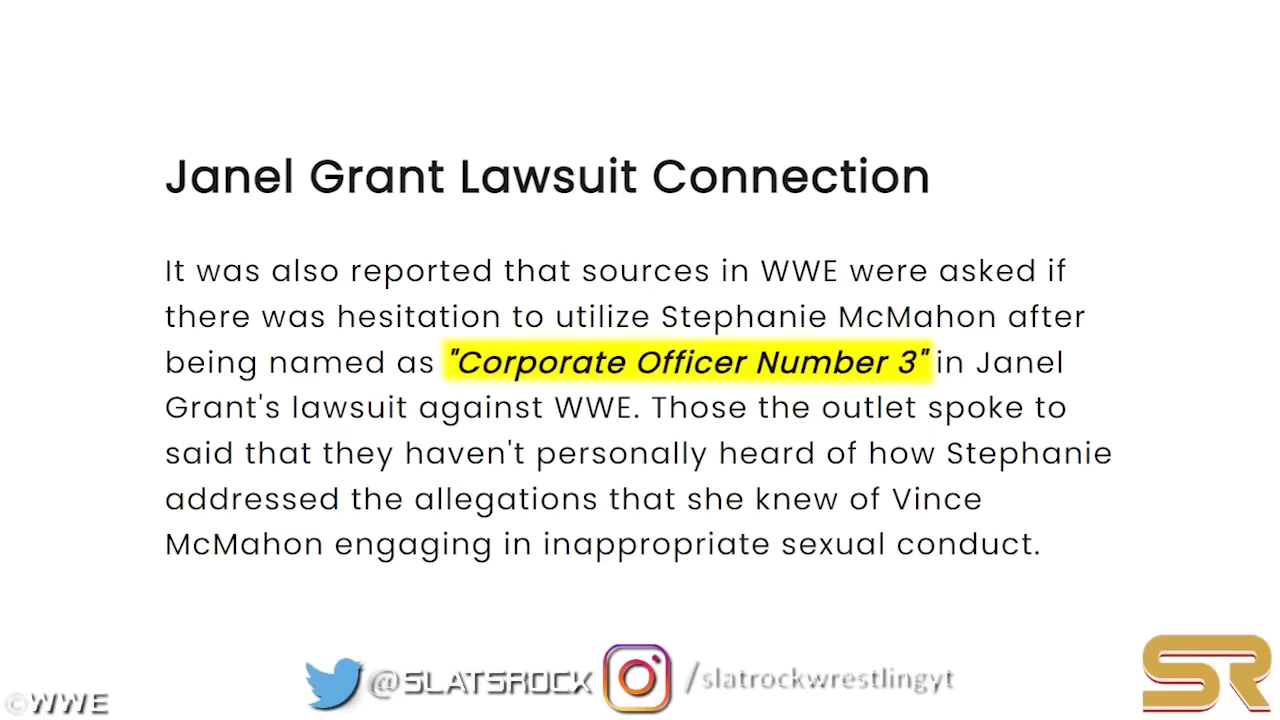 Janel Grant Lawsuit Connection
It was also reported that sources in WWE were asked if
there was hesitation to utilize Stephanie McMahon after
being named as "Corporate Officer Number 3" in Janel
Grant's lawsuit against WWE. Those the outlet spoke to
said that they haven't personally heard of how Stephanie
addressed the allegations that she knew of Vince
McMahon engaging in inappropriate sexual conduct.
©WWE
@SLATSROCK /slatrockwrestlingyt
SR